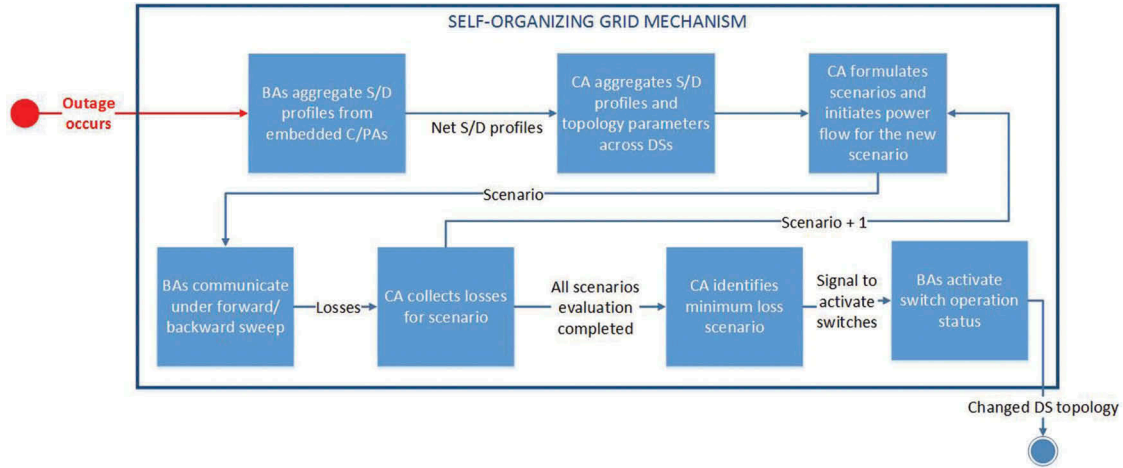 SELF-ORGANIZING GRID MECHANISM
Outage
occurs
BAs aggregate S/D
profiles from
embedded C/PAs
Net S/D profiles
CA aggregates S/D
profiles and
topology parameters
across DSs
CA formulates
scenarios and
initiates power
flow for the new
scenario
Scenario
Scenario + 1
BAs communicate
under forward/
backward sweep
Losses
CA collects losses
for scenario
All scenarios
evaluation
completed
CA identifies
minimum loss
scenario
Signal to
activate
switches
BAs activate
switch operation
status
Changed DS topology